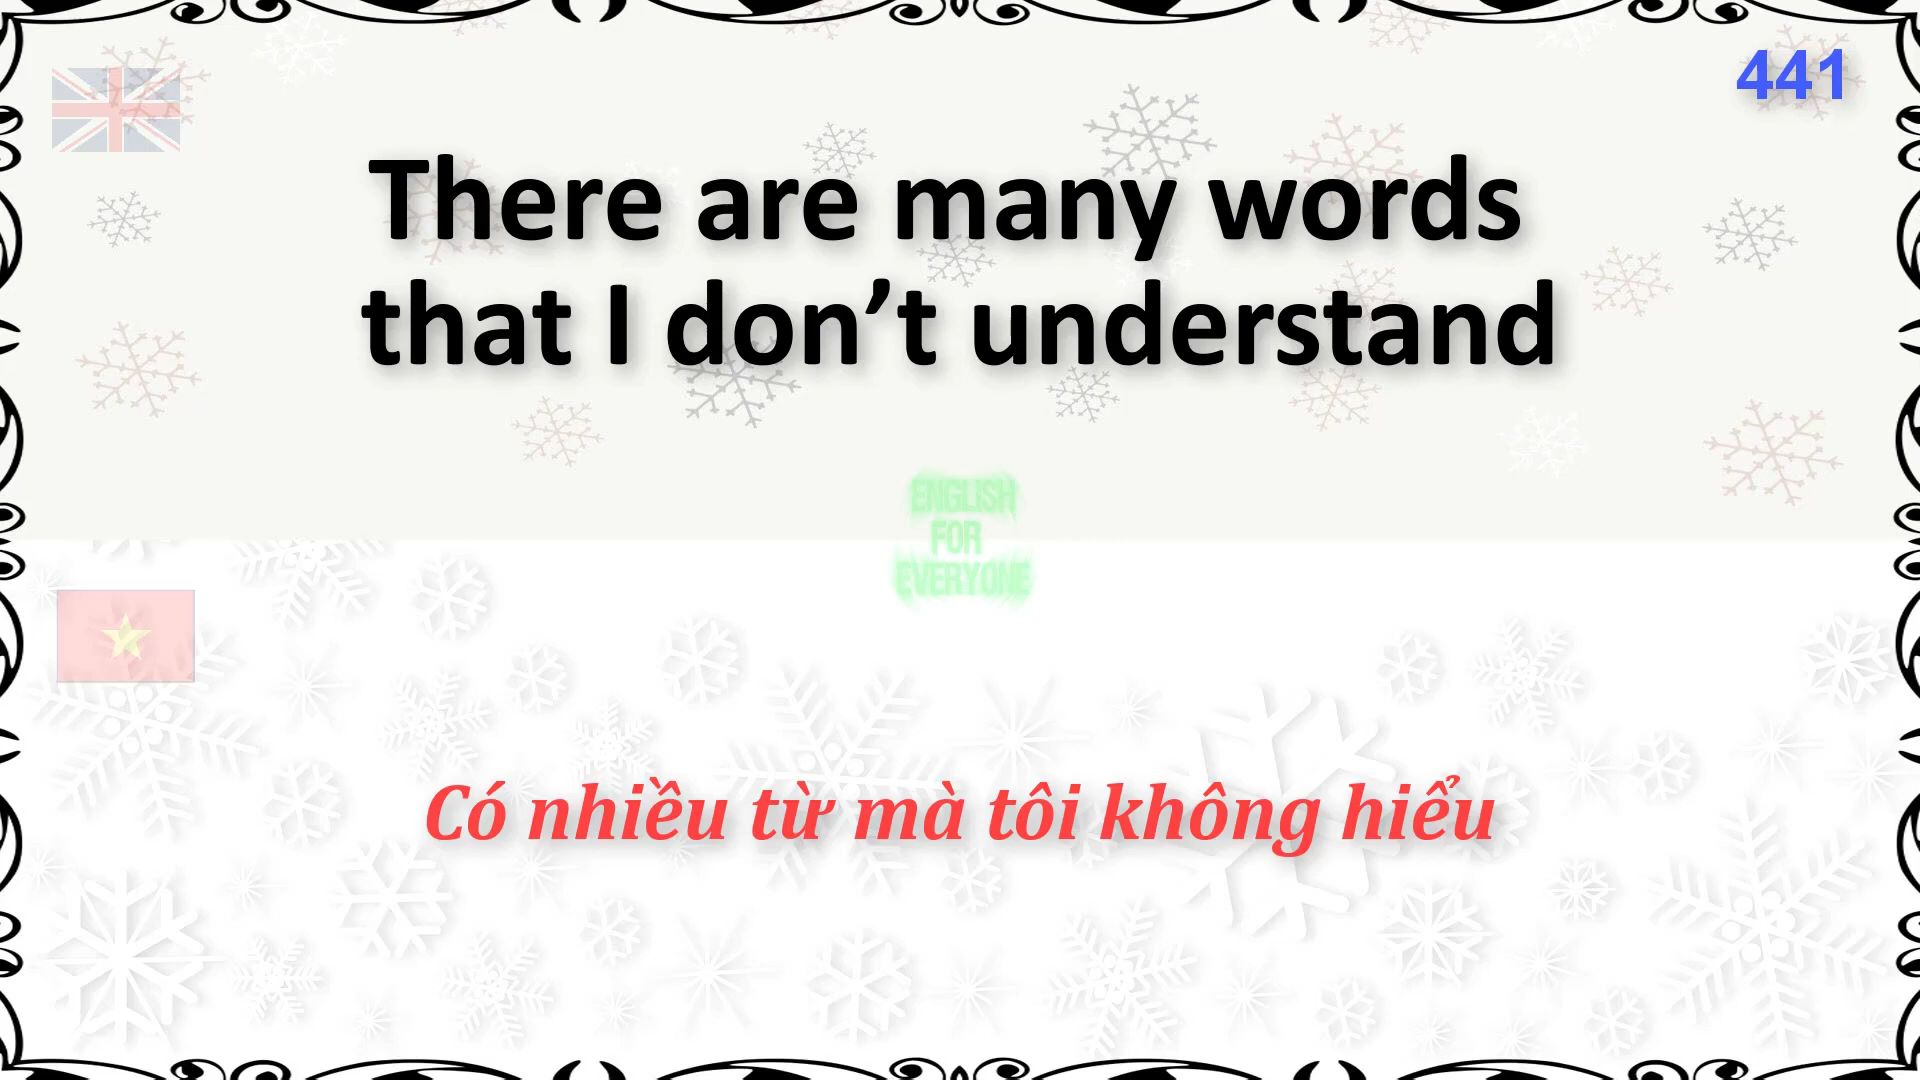 441
There are many words
that I don’t understand
ENGLISH
FOR
EVERYONE
Có nhiều từ mà tôi không hiểu